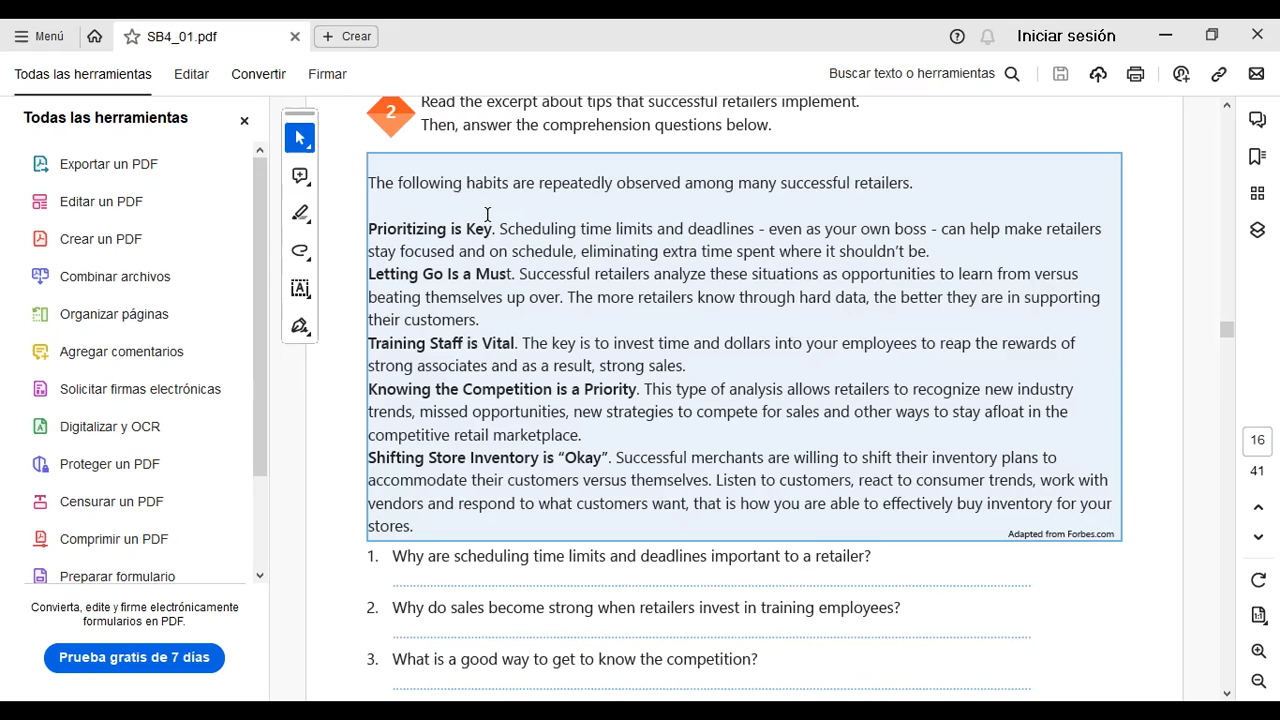 Menú
SB4_01.pdf
Crear
Iniciar sesión
Todas las herramientas
Editar
Convertir
Firmar
Buscar texto o herramientas
Todas las herramientas
Exportar un PDF
Editar un PDF
Crear un PDF
Combinar archivos
Organizar páginas
Agregar comentarios
Solicitar firmas electrónicas
Digitalizar y OCR
Proteger un PDF
Censurar un PDF
Comprimir un PDF
Preparar formulario
Convierta, edite y firme electrónicamente
formularios en PDF.
Prueba gratis de 7 días
2
Read the excerpt about tips that successful retailers implement.
Then, answer the comprehension questions below.
The following habits are repeatedly observed among many successful retailers.
Prioritizing is Key. Scheduling time limits and deadlines - even as your own boss - can help make retailers
stay focused and on schedule, eliminating extra time spent where it shouldn't be.
Letting Go Is a Must. Successful retailers analyze these situations as opportunities to learn from versus
beating themselves up over. The more retailers know through hard data, the better they are in supporting
their customers.
Training Staff is Vital. The key is to invest time and dollars into your employees to reap the rewards of
strong associates and as a result, strong sales.
Knowing the Competition is a Priority. This type of analysis allows retailers to recognize new industry
trends, missed opportunities, new strategies to compete for sales and other ways to stay afloat in the
competitive retail marketplace.
Shifting Store Inventory is “Okay”. Successful merchants are willing to shift their inventory plans to
accommodate their customers versus themselves. Listen to customers, react to consumer trends, work with
vendors and respond to what customers want, that is how you are able to effectively buy inventory for your
stores.
Adapted from Forbes.com
1. Why are scheduling time limits and deadlines important to a retailer?
2. Why do sales become strong when retailers invest in training employees?
3. What is a good way to get to know the competition?
16
41
1:1